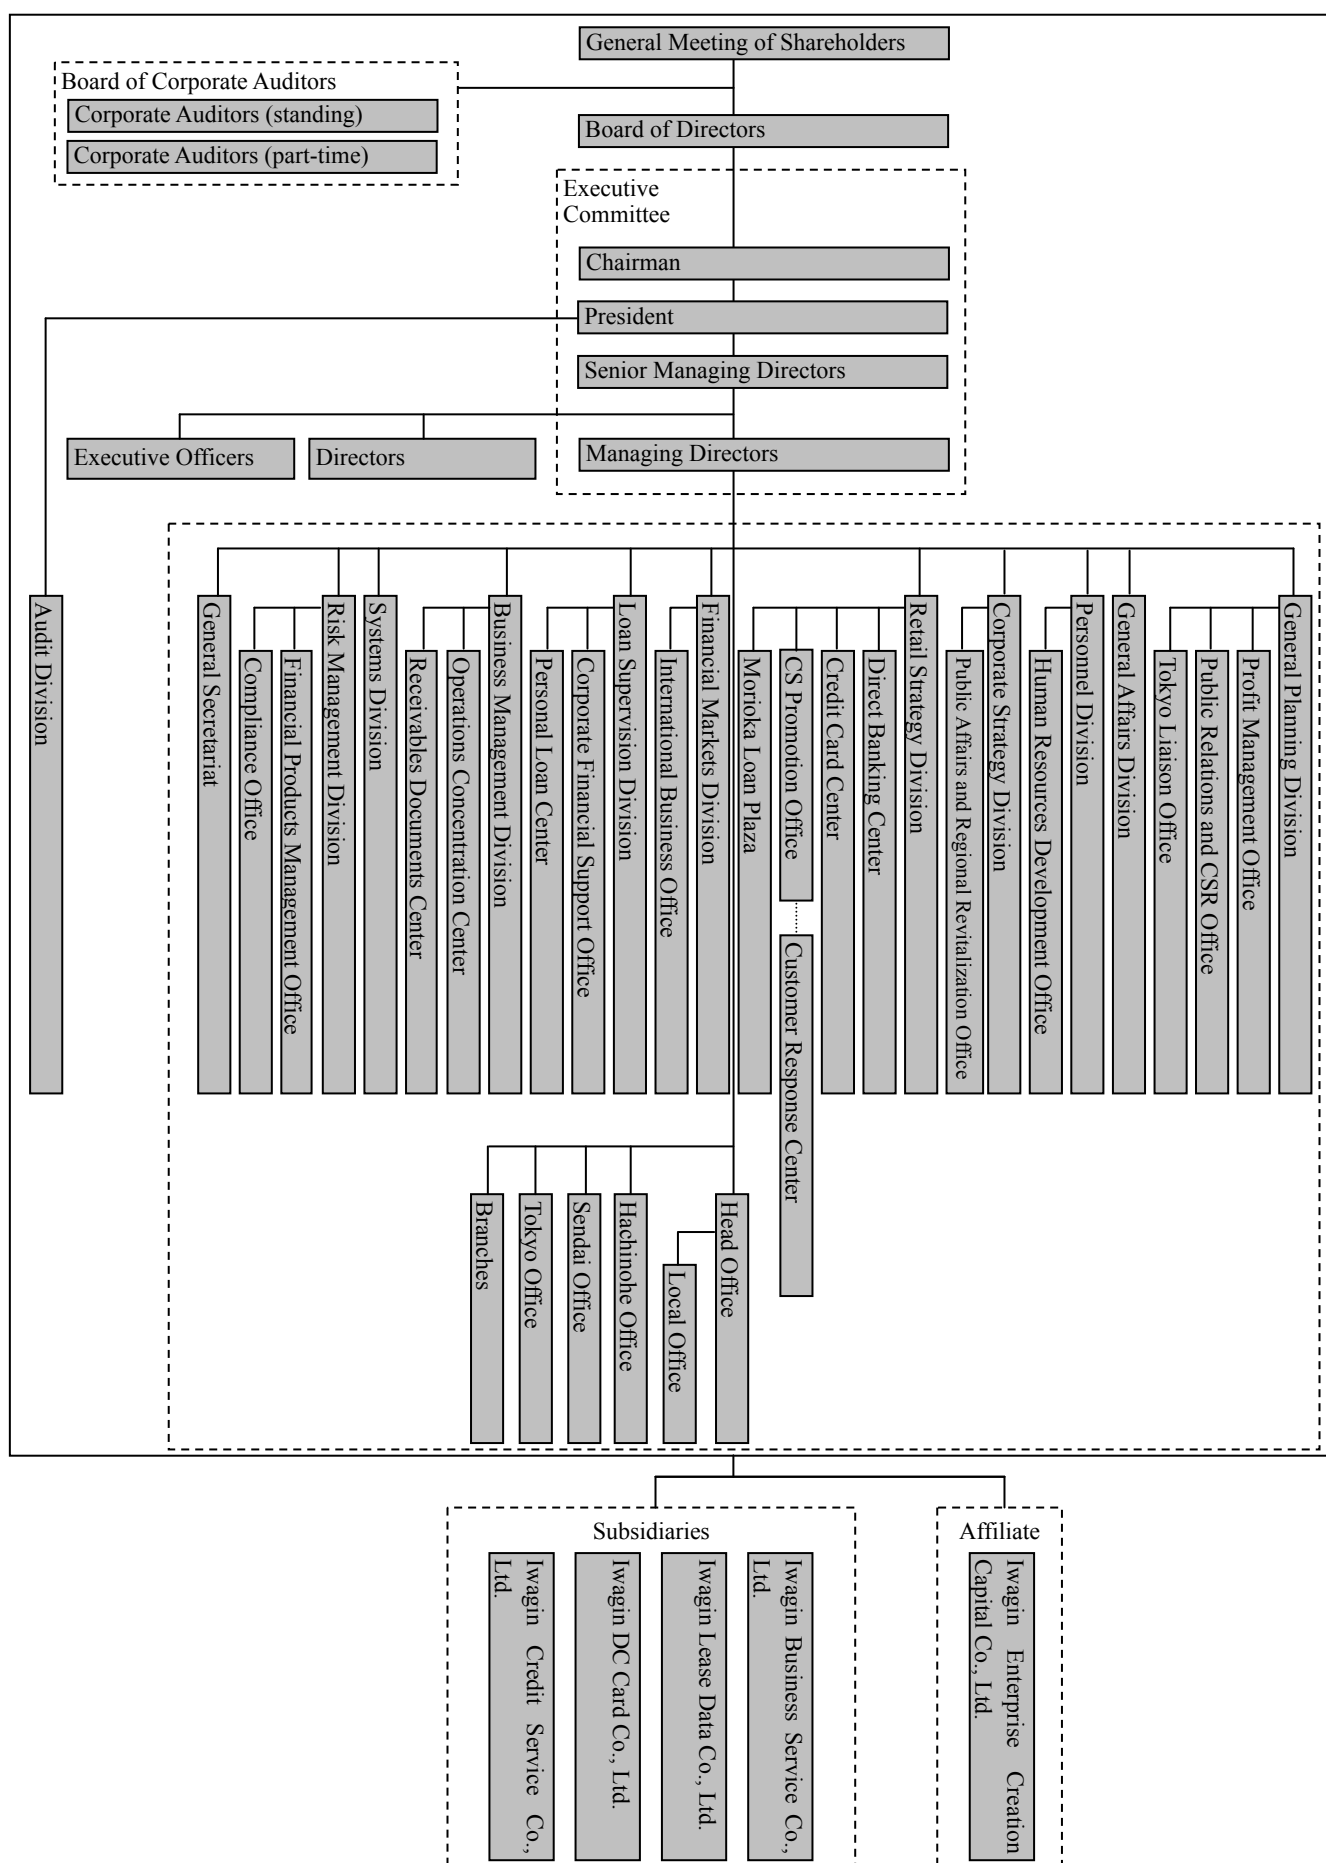 General Meeting of Shareholders
Board of Corporate Auditors
Corporate Auditors (standing)
Corporate Auditors (part-time)
Board of Directors
Executive
Committee
Chairman
President
Senior Managing Directors
Executive Officers
Directors
Managing Directors
Audit Division
General Secretariat
Compliance Office
Financial Products Management Office
Risk Management Division
Systems Division
Receivables Documents Center
Operations Concentration Center
Business Management Division
Personal Loan Center
Corporate Financial Support Office
Loan Supervision Division
International Business Office
Financial Markets Division
Morioka Loan Plaza
CS Promotion Office
Customer Response Center
Credit Card Center
Direct Banking Center
Retail Strategy Division
Public Affairs and Regional Revitalization Office
Corporate Strategy Division
Human Resources Development Office
Personnel Division
General Affairs Division
Tokyo Liaison Office
Public Relations and CSR Office
Profit Management Office
General Planning Division
Branches
Tokyo Office
Sendai Office
Hachinohe Office
Local Office
Head Office
Subsidiaries
Iwagin Credit Service Co.,
Ltd.
Iwagin DC Card Co., Ltd.
Iwagin Lease Data Co., Ltd.
Iwagin Business Service Co.,
Ltd.
Affiliate
Iwagin Enterprise Creation
Capital Co., Ltd.